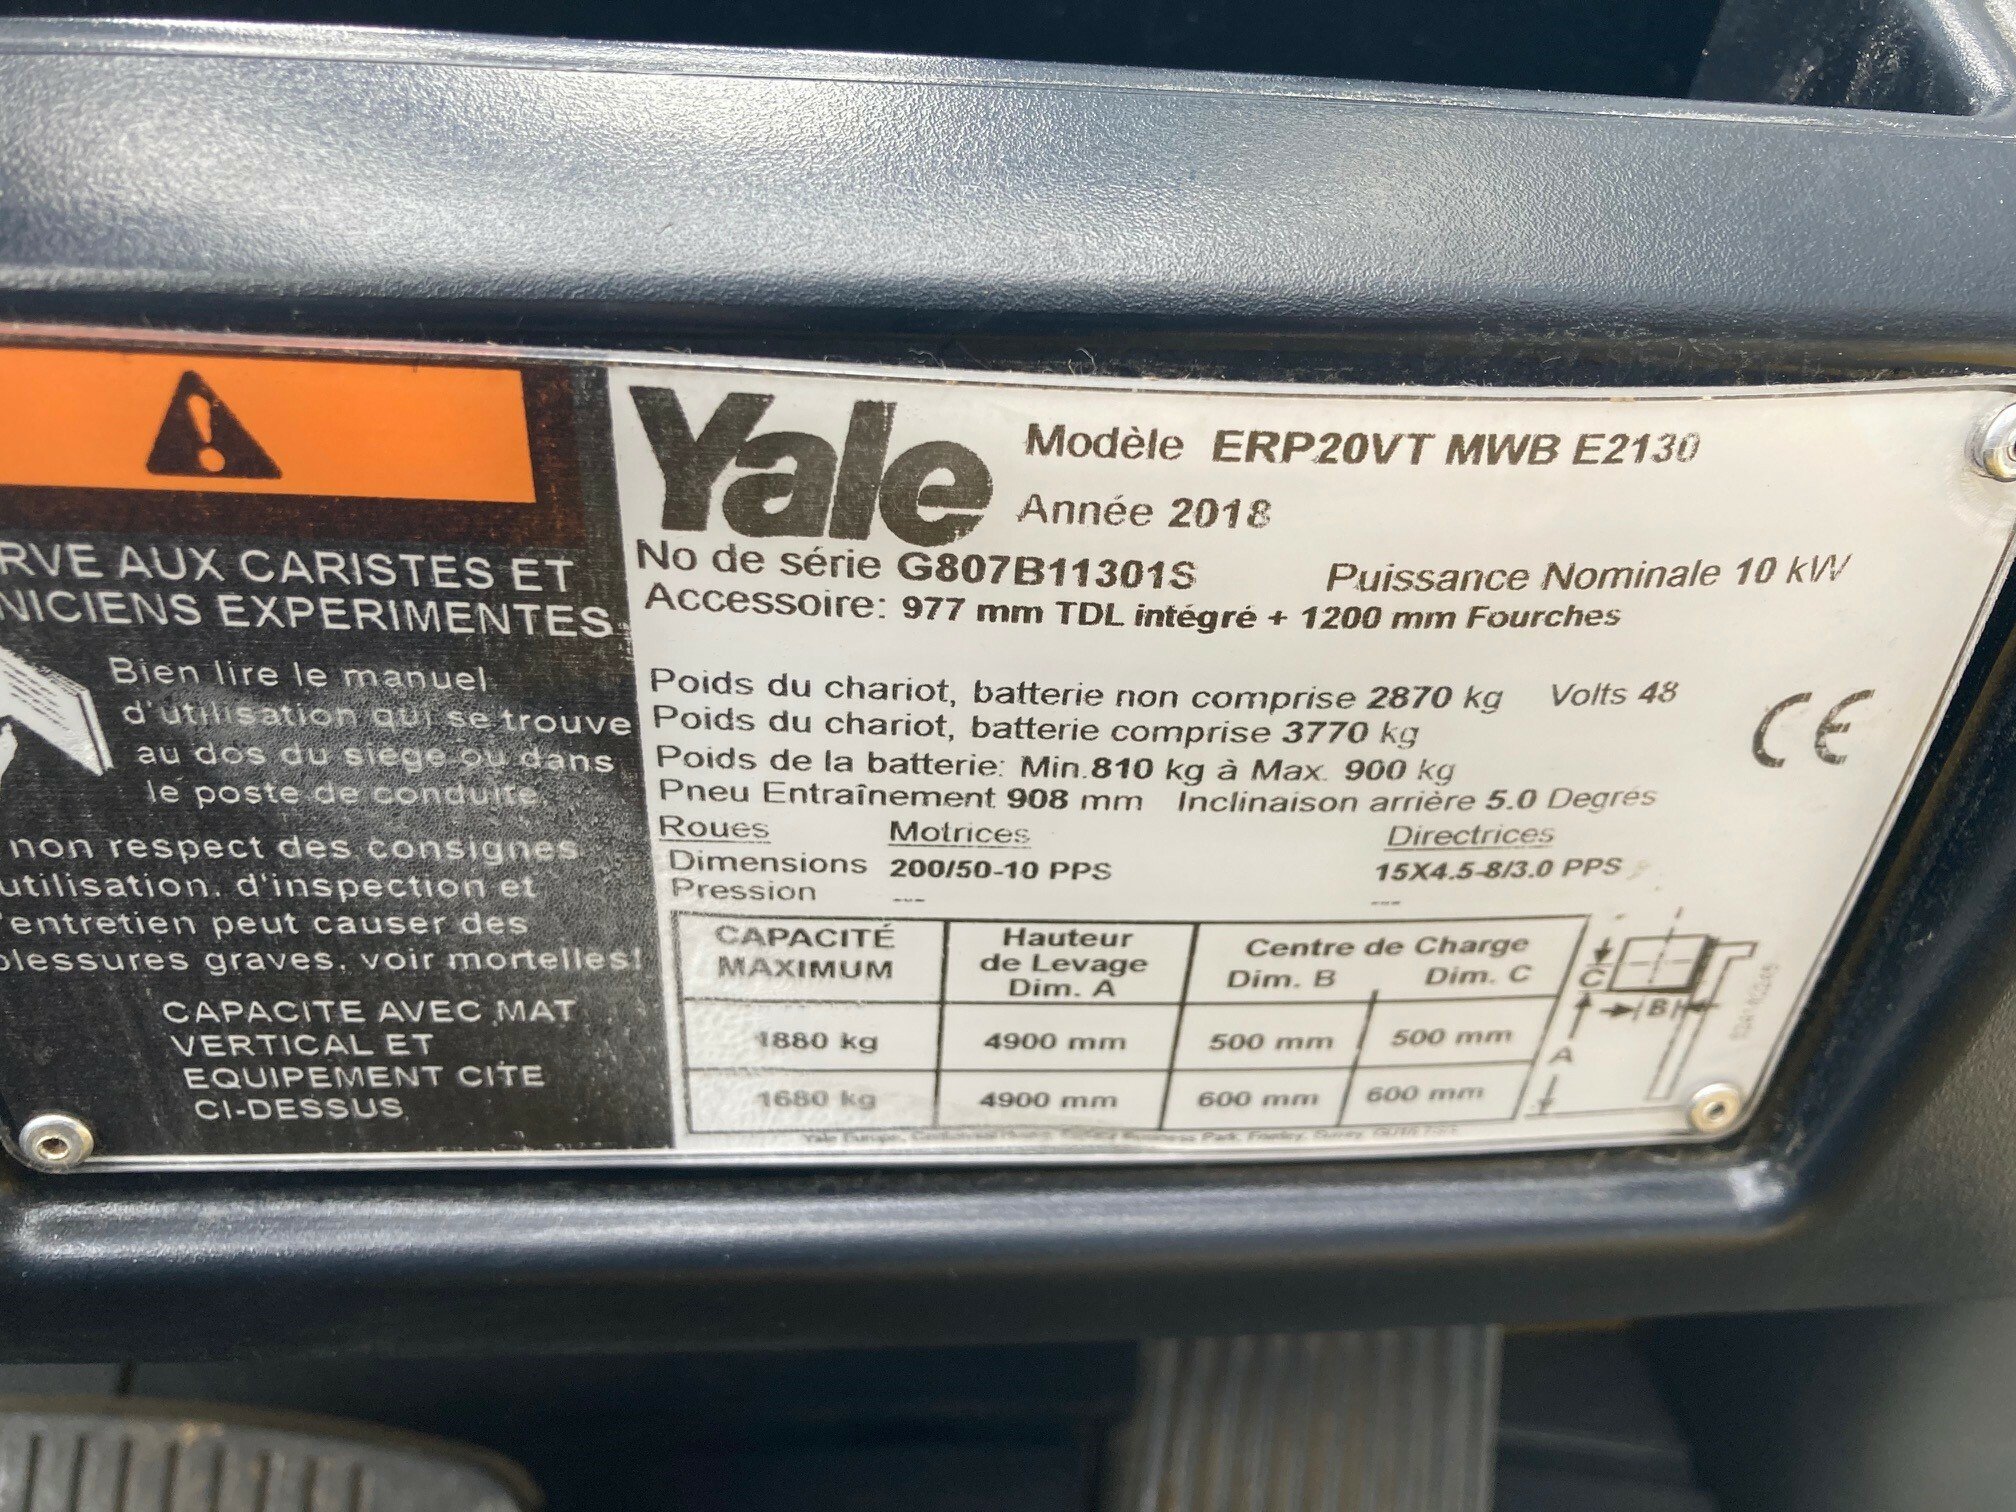 RVE AUX CARISTES ET
NICIENS EXPERIMENTES
Bien lire le manuel
d'utilisation qui se trouve
au dos du siège ou dans
le poste de conduite.
non respect des consignes
utilisation, d'inspection et
'entretien peut causer des
blessures graves, voir mortelles!
CAPACITE AVEC MAT
VERTICAL ET
EQUIPEMENT CITE
CI-DESSUS
Yale
Modèle ERP20VT MWB E2130
Année 2018
No de série G807B11301S Puissance Nominale 10 kW
Accessoire: 977 mm TDL intégré + 1200 mm Fourches
Poids du chariot, batterie non comprise 2870 kg Volts 48
Poids du chariot, batterie comprise 3770 kg
Poids de la batterie: Min.810 kg à Max. 900 kg
Pneu Entraînement 908 mm Inclinaison arrière 5.0 Degrés
CE
Roues Motrices Directrices
Dimensions 200/50-10 PPS 15X4.5-8/3.0 PPS
Pression --- ---
CAPACITÉ MAXIMUM Hauteur de Levage Dim. A Centre de Charge Dim. B Dim. C
1880 kg 4900 mm 500 mm 500 mm
1680 kg 4900 mm 600 mm 600 mm
C
B
A